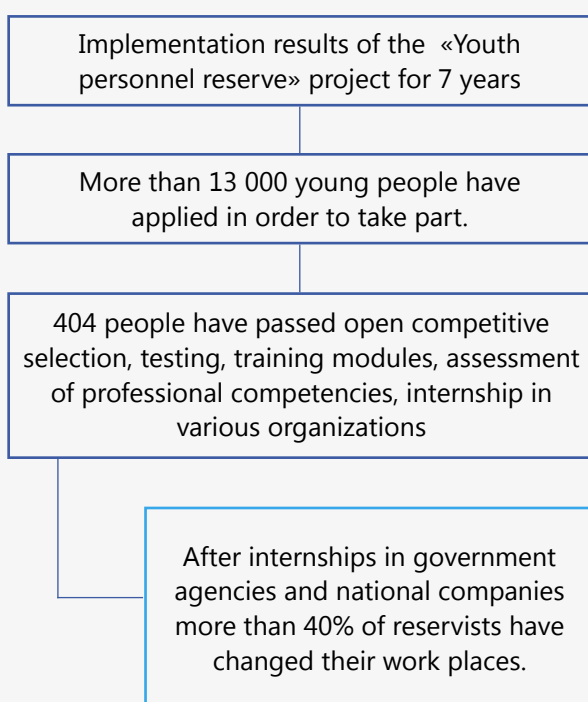 Implementation results of the «Youth
personnel reserve» project for 7 years
More than 13 000 young people have
applied in order to take part.
404 people have passed open competitive
selection, testing, training modules, assessment
of professional competencies, internship in
various organizations
After internships in government
agencies and national companies
more than 40% of reservists have
changed their work places.